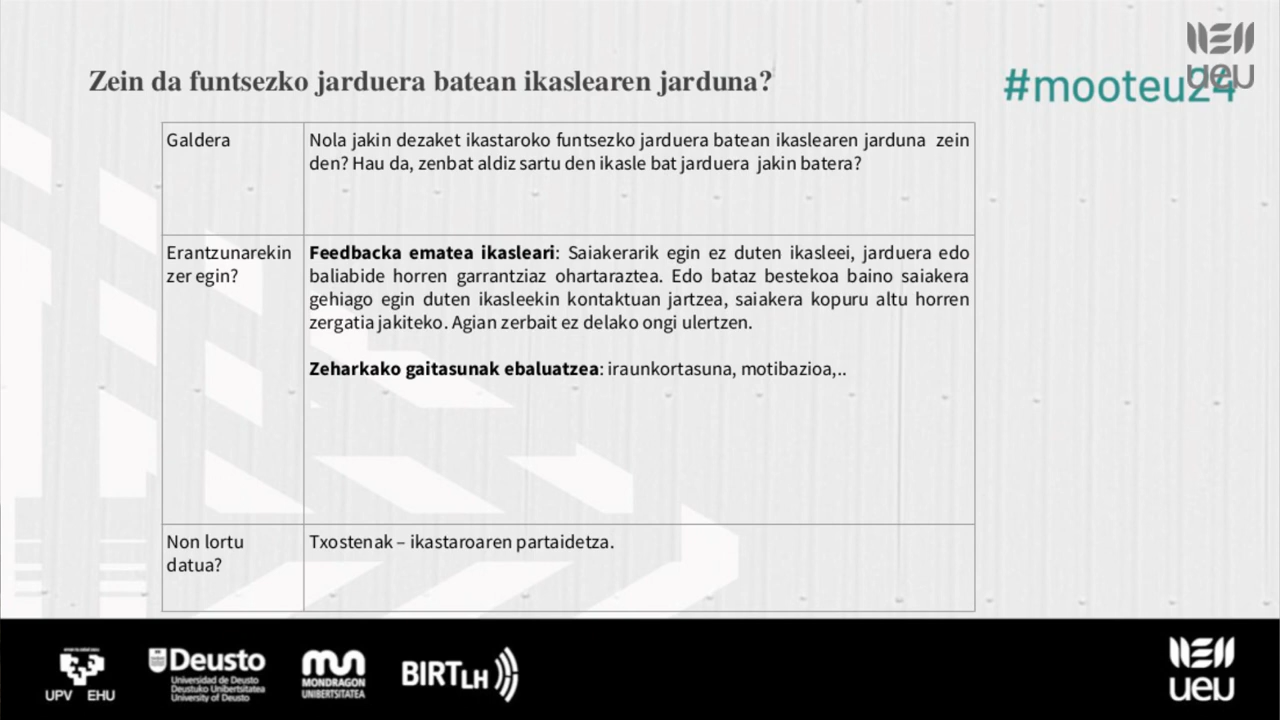 Zein da funtsezko jarduera batean ikaslearen jarduna?
#mooteu24
ueu
Galdera
Nola jakin dezaket ikastaroko funtsezko jarduera batean ikaslearen jarduna zein
den? Hau da, zenbat aldiz sartu den ikasle bat jarduera jakin batera?
Erantzunarekin
zer egin?
Feedbacka ematea ikasleari: Saiakerarik egin ez duten ikasleei, jarduera edo
baliabide horren garrantziaz ohartaraztea. Edo bataz bestekoa baino saiakera
gehiago egin duten ikasleekin kontaktuan jartzea, saiakera kopuru altu horren
zergatia jakiteko. Agian zerbait ez delako ongi ulertzen.
Zeharkako gaitasunak ebaluatzea: iraunkortasuna, motibazioa,..
Non lortu
datua?
Txostenak – ikastaroaren partaidetza.
UPV EHU
Deusto
Universidad de Deusto
Deustuko Unibertsitatea
University of Deusto
MONDRAGON
UNIBERTSITATEA
BIRT LH
ueu